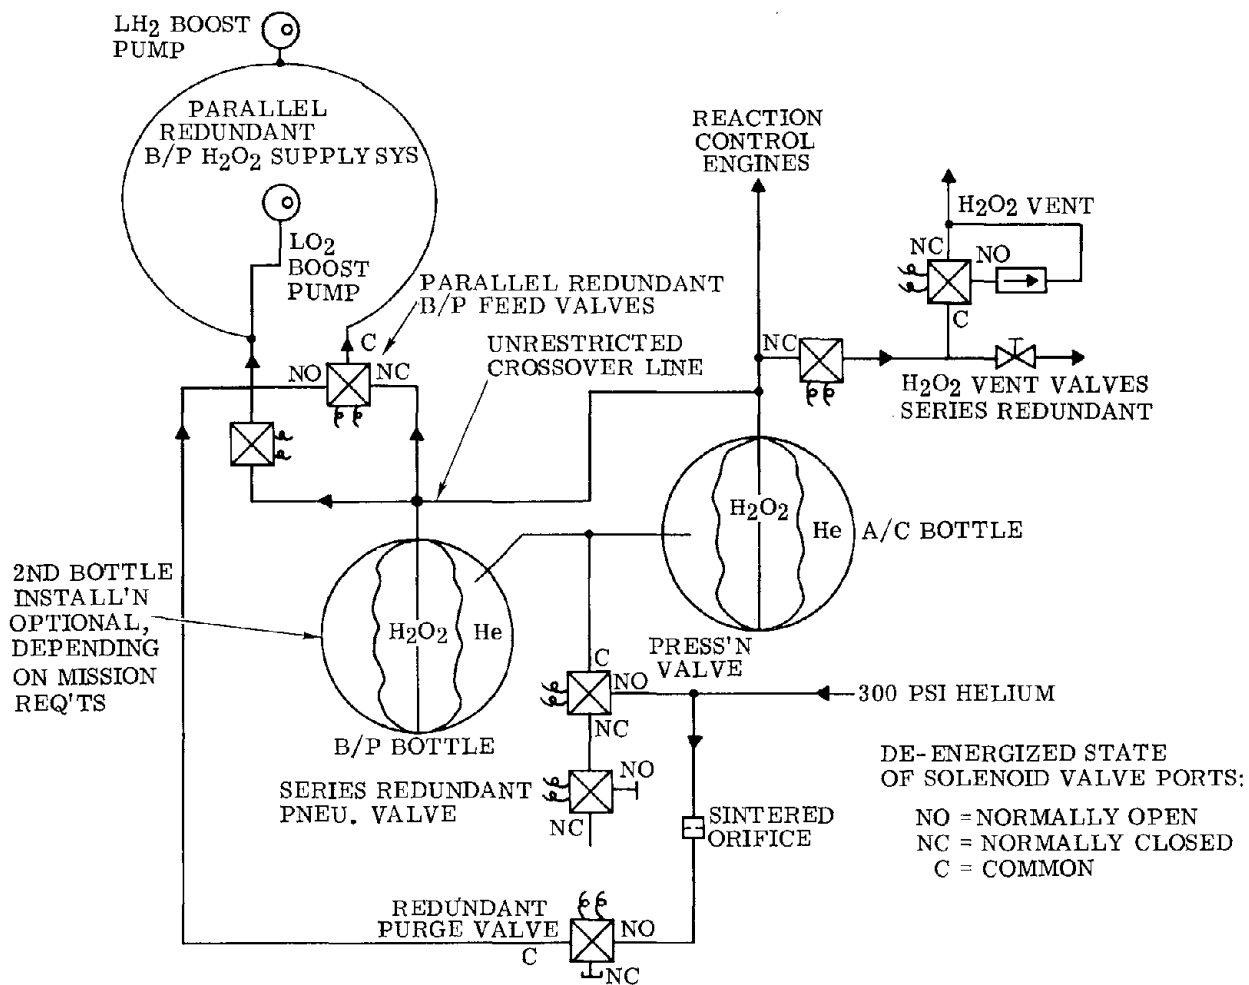 LH2 BOOST
PUMP
PARALLEL
REDUNDANT
B/P H2O2 SUPPLY SYS
LO2
BOOST
PUMP
PARALLEL REDUNDANT
B/P FEED VALVES
C
NO
NC
UNRESTRICTED
CROSSOVER LINE
REACTION
CONTROL
ENGINES
H2O2 VENT
NC
NO
C
NC
H2O2 VENT VALVES
SERIES REDUNDANT
H2O2
He
A/C BOTTLE
2ND BOTTLE
INSTALL'N
OPTIONAL,
DEPENDING
ON MISSION
REQ'TS
H2O2
He
B/P BOTTLE
PRESS'N
VALVE
C
NO
NC
300 PSI HELIUM
SERIES REDUNDANT
PNEU. VALVE
NO
NC
SINTERED
ORIFICE
DE-ENERGIZED STATE
OF SOLENOID VALVE PORTS:
NO = NORMALLY OPEN
NC = NORMALLY CLOSED
C = COMMON
REDUNDANT
PURGE VALVE
C
NO
NC